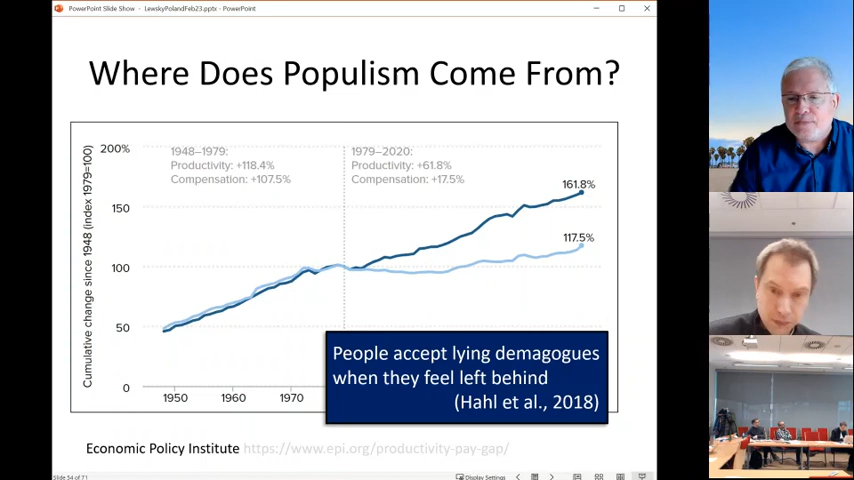 PowerPoint Slide Show - LewskyPolandFeb23.pptx - PowerPoint
Where Does Populism Come From?
Cumulative change since 1948 (index 1979=100)
200%
150
100
50
0
1948–1979:
Productivity: +118.4%
Compensation: +107.5%
1979–2020:
Productivity: +61.8%
Compensation: +17.5%
161.8%
117.5%
1950
1960
1970
People accept lying demagogues
when they feel left behind
(Hahl et al., 2018)
Economic Policy Institute https://www.epi.org/productivity-pay-gap/
Slide 54 of 71
Display Settings